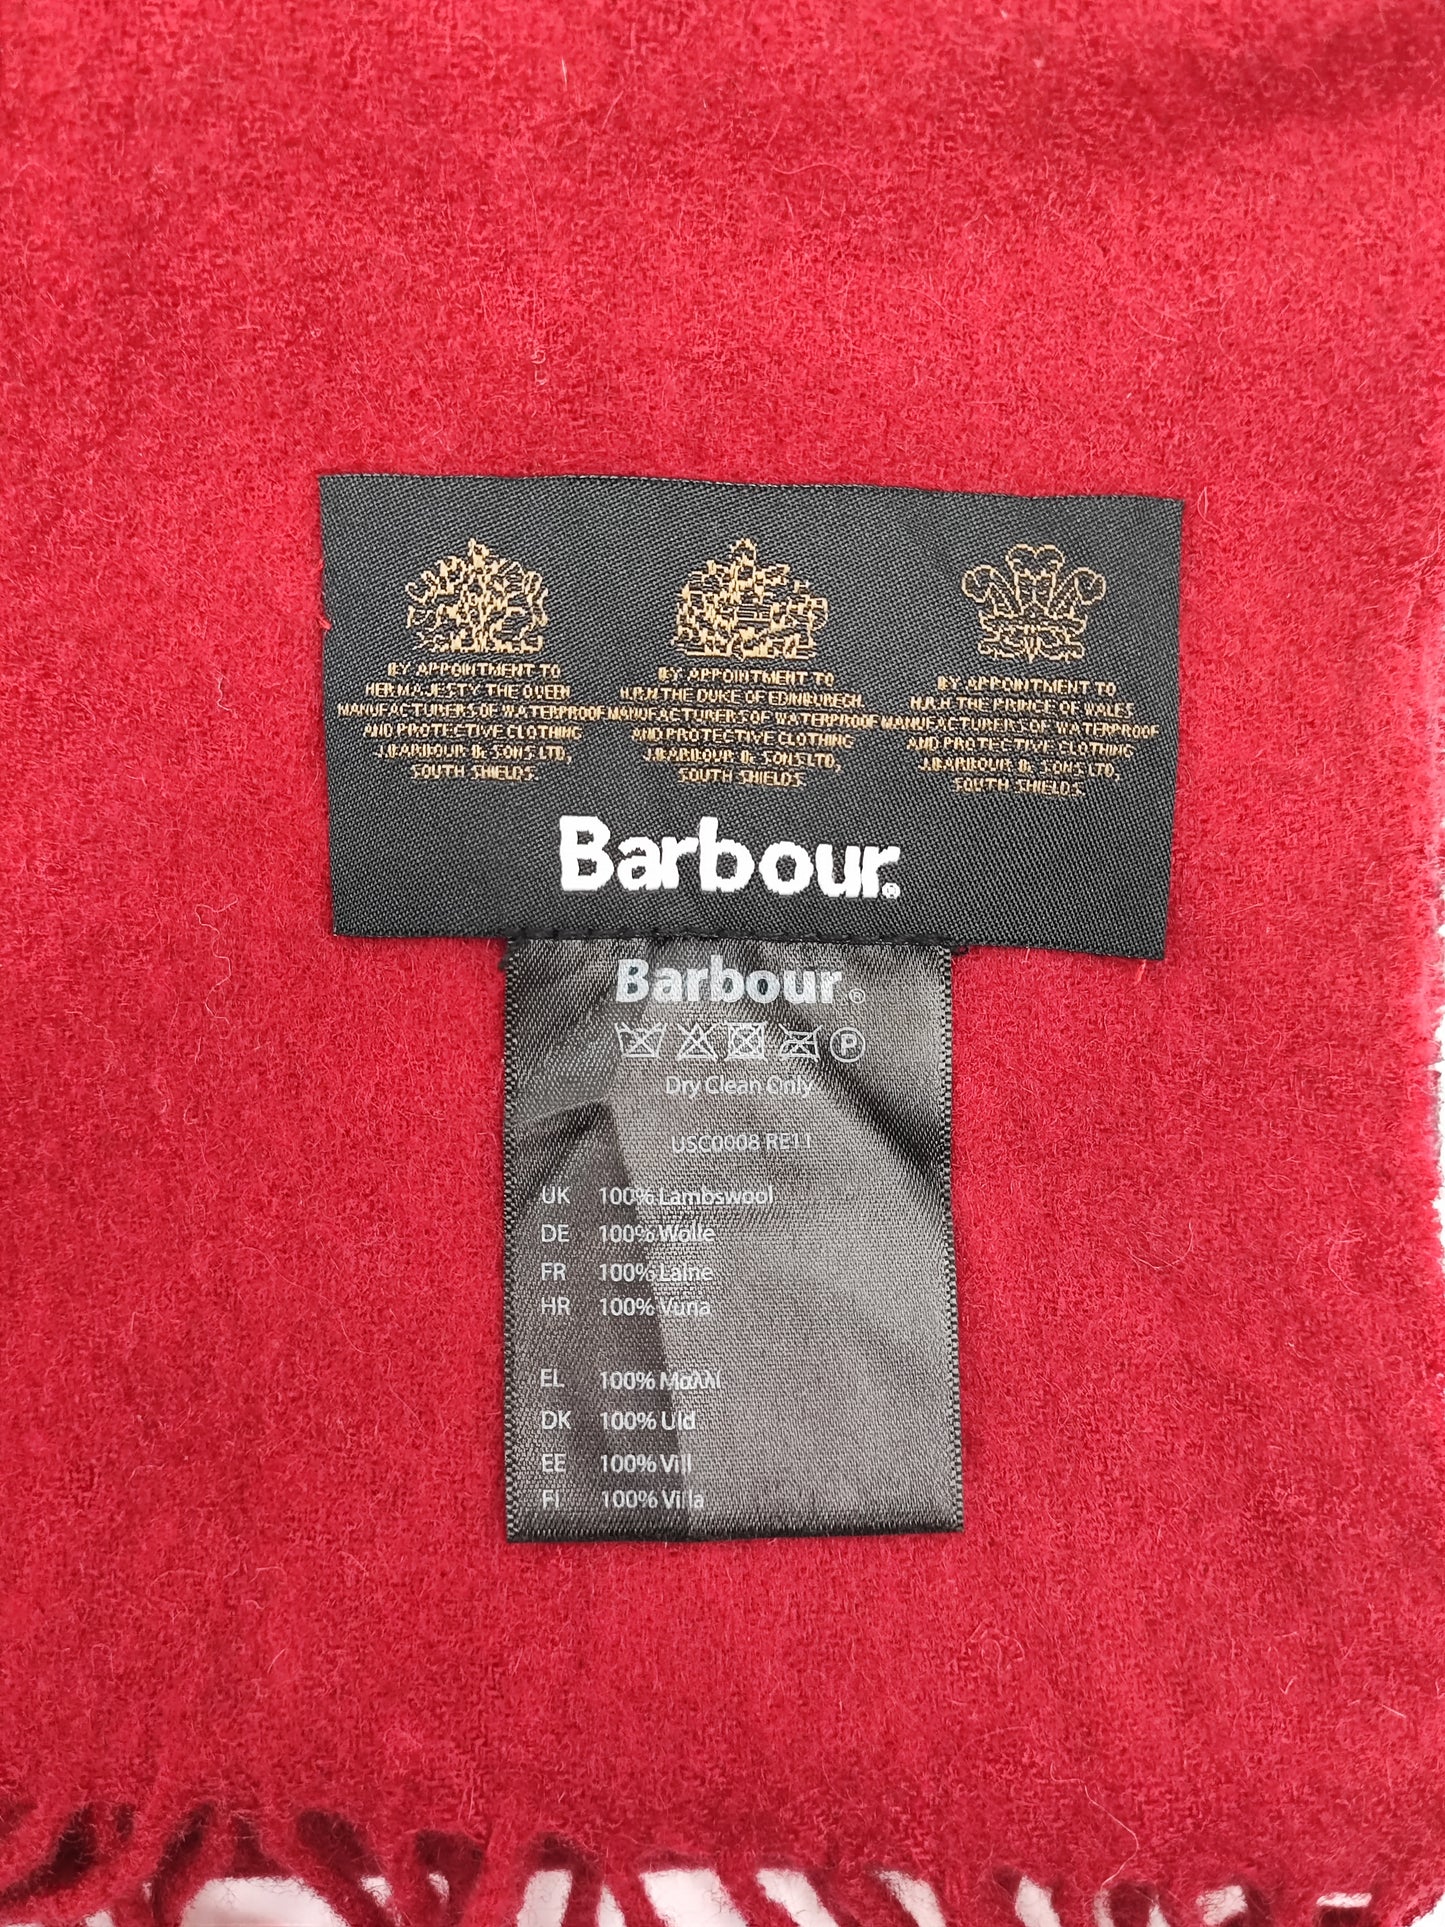 BY APPOINTMENT TO
HER MAJESTY THE QUEEN
MANUFACTURERS OF WATERPROOF
AND PROTECTIVE CLOTHING
J.BARBOUR & SONS LTD,
SOUTH SHIELDS
BY APPOINTMENT TO
H.R.H THE DUKE OF EDINBURGH.
MANUFACTURERS OF WATERPROOF
AND PROTECTIVE CLOTHING
J.BARBOUR & SONS LTD,
SOUTH SHIELDS
BY APPOINTMENT TO
H.R.H THE PRINCE OF WALES
MANUFACTURERS OF WATERPROOF
AND PROTECTIVE CLOTHING
J.BARBOUR & SONS LTD,
SOUTH SHIELDS
Barbour®
Barbour®
P
Dry Clean Only
USC0008 RE11
UK 100% Lambswool
DE 100% Wolle
FR 100% Laine
HR 100% Vuna
EL 100% Μαλλί
DK 100% Uld
EE 100% Vill
FI 100% Villa